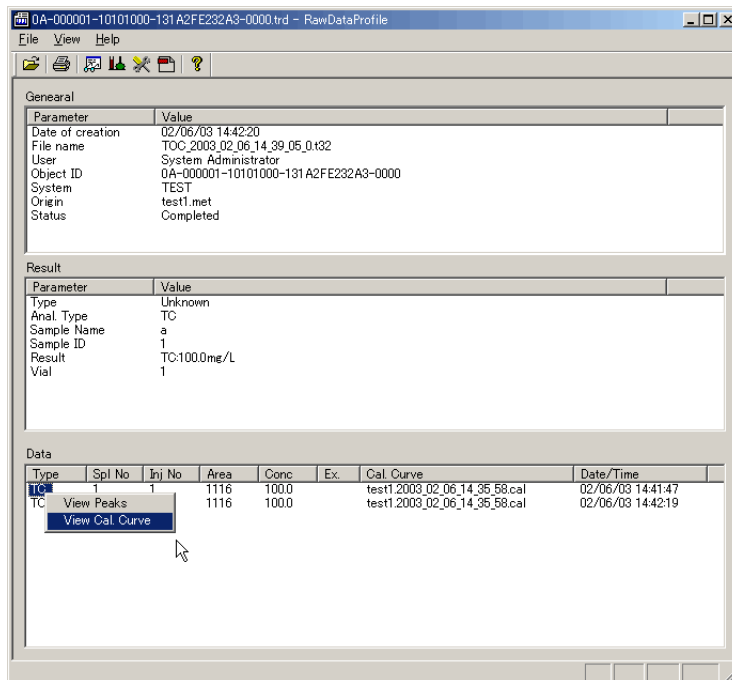 0A-000001-10101000-131A2FE232A3-0000.trd - RawDataProfile
File View Help
Genearal
Parameter Value
Date of creation 02/06/03 14:42:20
File name TOC_2003_02_06_14_39_05_0.t32
User System Administrator
Object ID 0A-000001-10101000-131A2FE232A3-0000
System TEST
Origin test1.met
Status Completed
Result
Parameter Value
Type Unknown
Anal. Type TC
Sample Name a
Sample ID 1
Result TC:100.0mg/L
Vial 1
Data
Type Spl No Inj No Area Conc Ex. Cal. Curve Date/Time
TC 1 1 1116 100.0 test1.2003_02_06_14_35_58.cal 02/06/03 14:41:47
TC 1116 100.0 test1.2003_02_06_14_35_58.cal 02/06/03 14:42:19
View Peaks
View Cal. Curve